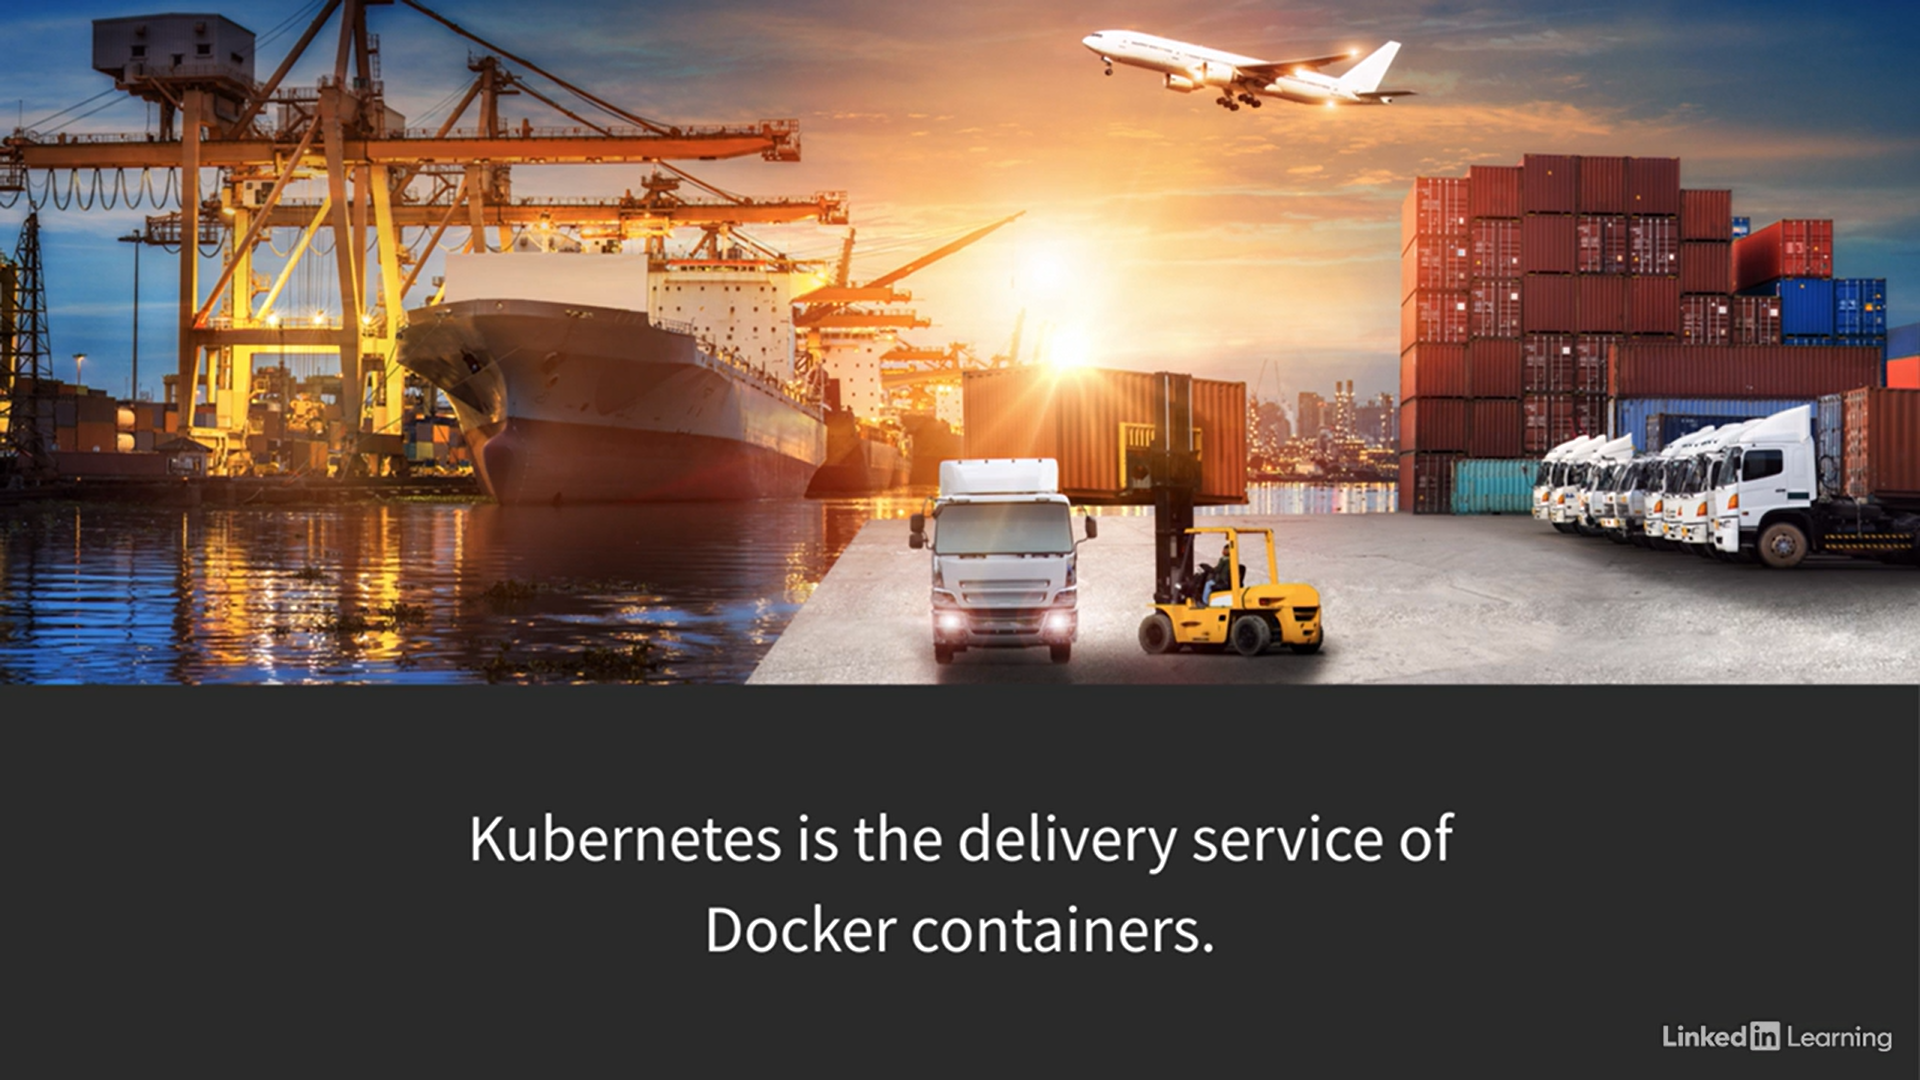 Kubernetes is the delivery service of
Docker containers.
Linked in Learning